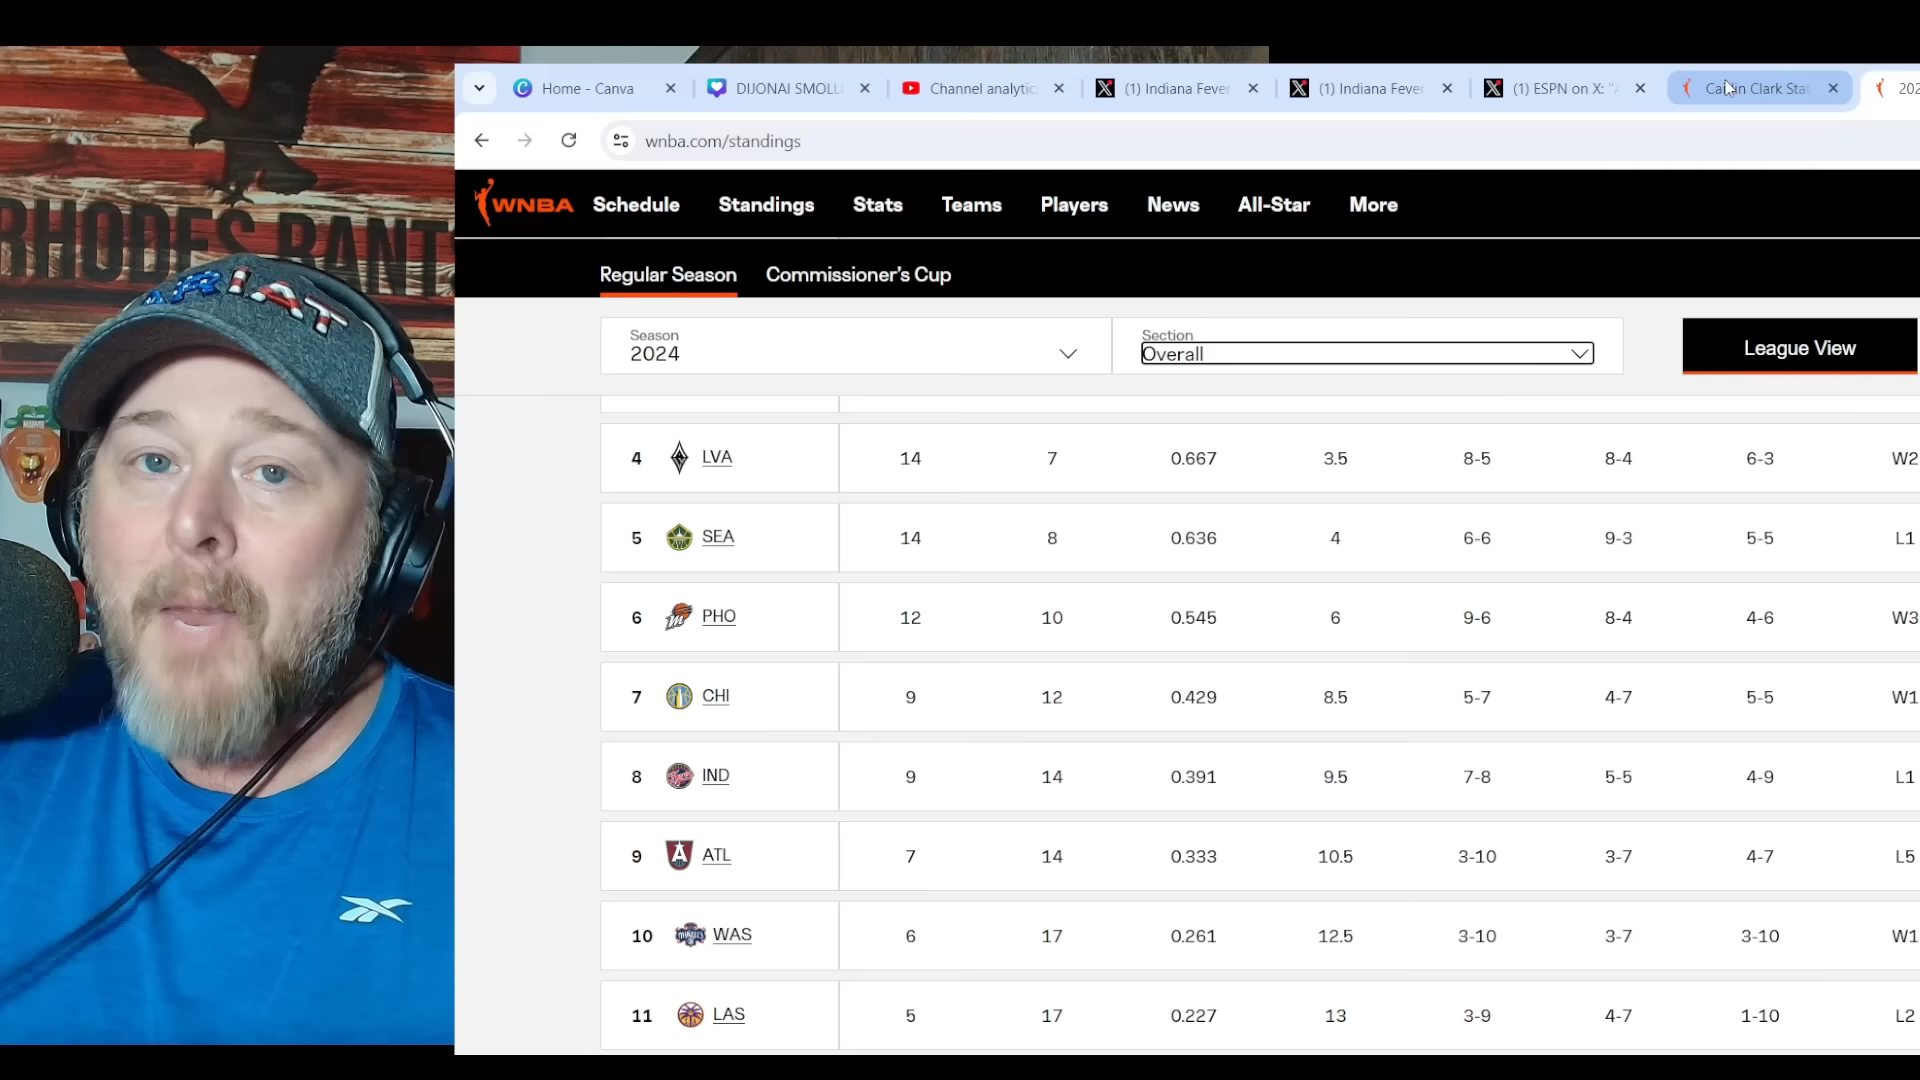 Home - Canva
DIJONAI SMOLL
Channel analytic
(1) Indiana Fever
(1) Indiana Fever
(1) ESPN on X: "A
Clark Stat
202
wnba.com/standings
WNBA
Schedule
Standings
Stats
Teams
Players
News
All-Star
More
Regular Season
Commissioner's Cup
Season
2024
Section
Overall
League View
4 LVA 14 7 0.667 3.5 8-5 8-4 6-3 W2
5 SEA 14 8 0.636 4 6-6 9-3 5-5 L1
6 PHO 12 10 0.545 6 9-6 8-4 4-6 W3
7 CHI 9 12 0.429 8.5 5-7 4-7 5-5 W1
8 IND 9 14 0.391 9.5 7-8 5-5 4-9 L1
9 ATL 7 14 0.333 10.5 3-10 3-7 4-7 L5
10 WAS 6 17 0.261 12.5 3-10 3-7 3-10 W1
11 LAS 5 17 0.227 13 3-9 4-7 1-10 L2
RHODES RANT
ARIAT